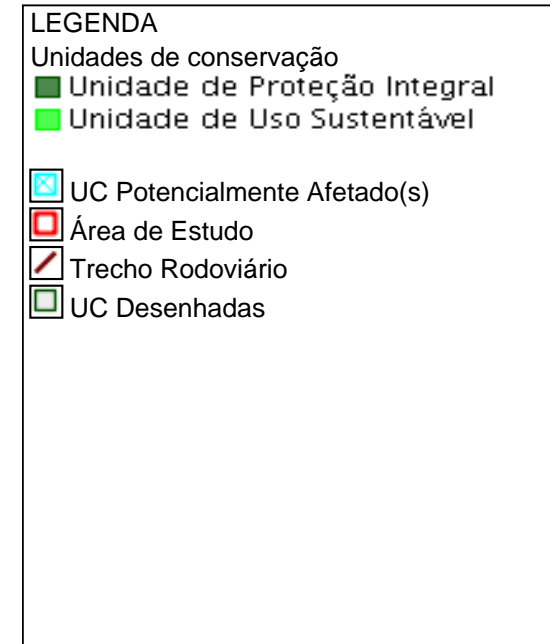 LEGENDA
Unidades de conservação
Unidade de Proteção Integral
Unidade de Uso Sustentável
UC Potencialmente Afetado(s)
Área de Estudo
Trecho Rodoviário
UC Desenhadas